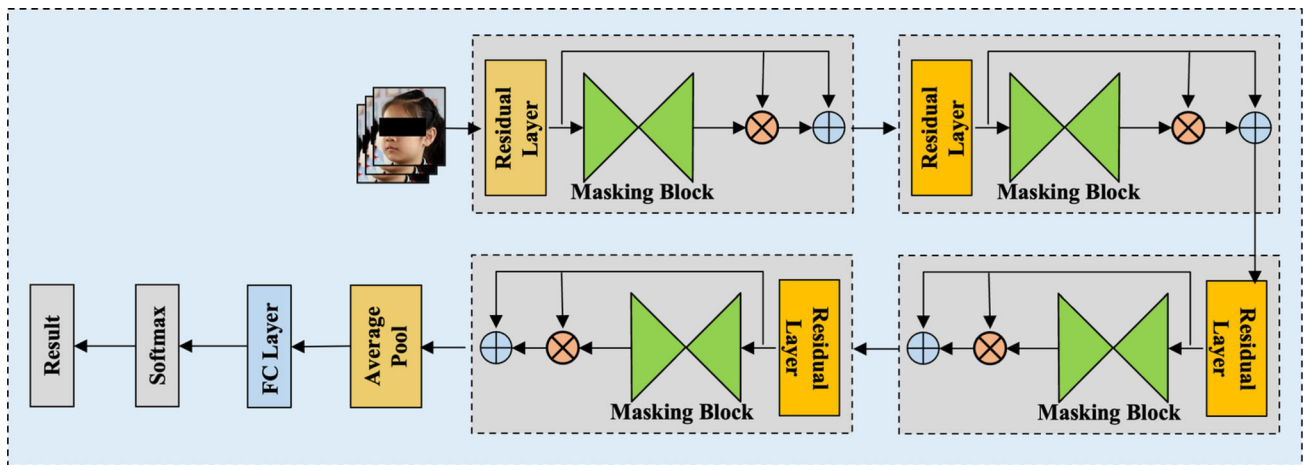 Residual
Layer
Masking Block
Residual
Layer
Masking Block
Residual
Layer
Masking Block
Residual
Layer
Masking Block
Average
Pool
FC Layer
Softmax
Result